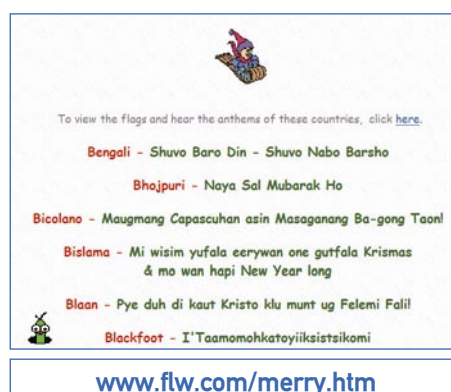 To view the flags and hear the anthems of these countries, click here.
Bengali - Shuvo Baro Din - Shuvo Nabo Barsho
Bhojpuri - Naya Sal Mubarak Ho
Bicolano - Maugmang Capascuhan asin Masaganang Ba-gong Taon!
Bislama - Mi wisim yufala eerywan one gutfala Krismas
& mo wan hapi New Year long
Blaan - Pye duh di kaut Kristo klu munt ug Felemi Fali!
Blackfoot - I'Taamomohkatoyiiksistsikomi
www.flw.com/merry.htm